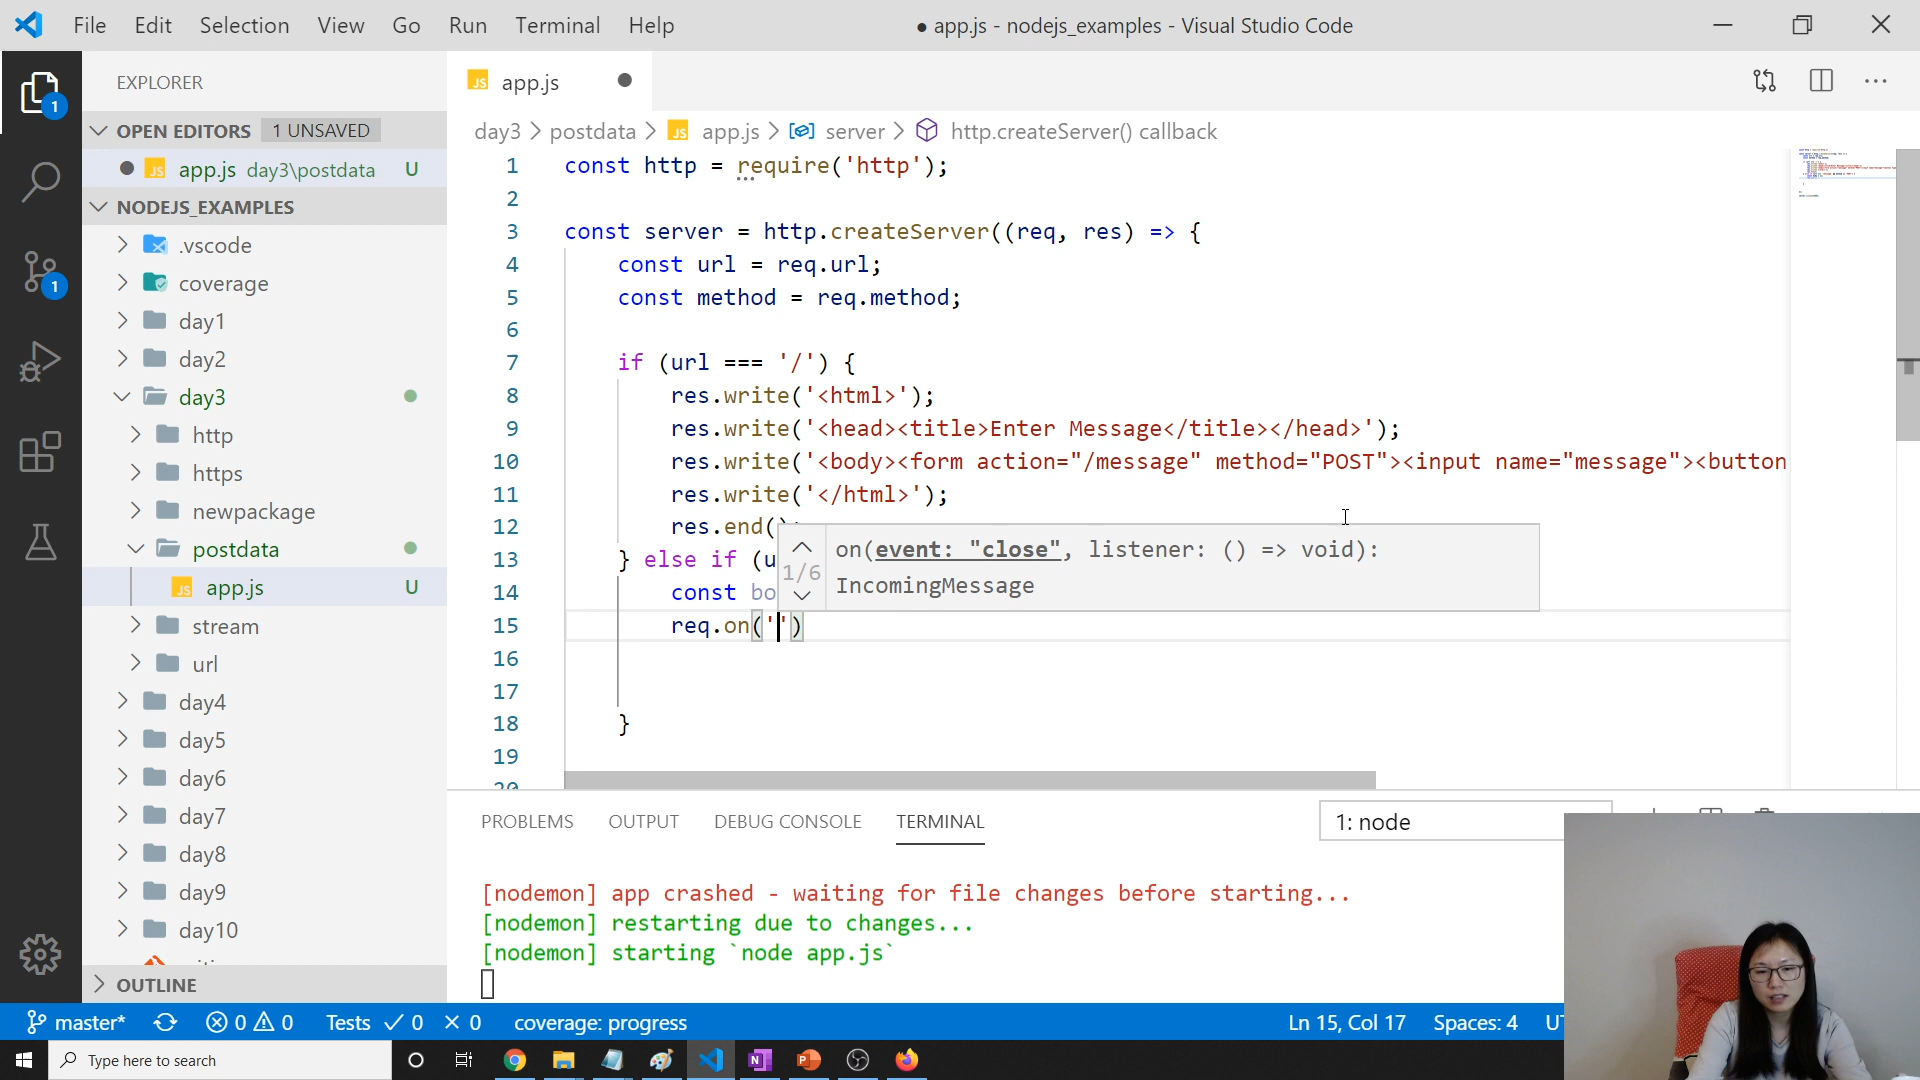 File Edit Selection View Go Run Terminal Help
● app.js - nodejs_examples - Visual Studio Code
EXPLORER
OPEN EDITORS 1 UNSAVED
app.js day3\postdata U
NODEJS_EXAMPLES
.vscode
coverage
day1
day2
day3
http
https
newpackage
postdata
app.js U
stream
url
day4
day5
day6
day7
day8
day9
day10
OUTLINE
JS app.js
day3 > postdata > JS app.js > server > http.createServer() callback
1 const http = require('http');
2
3 const server = http.createServer((req, res) => {
4 const url = req.url;
5 const method = req.method;
6
7 if (url === '/') {
8 res.write('<html>');
9 res.write('<head><title>Enter Message</title></head>');
10 res.write('<body><form action="/message" method="POST"><input name="message"><button
11 res.write('</html>');
12 res.end();
13 } else if (u
14 const bo
15 req.on('')
16
17
18 }
19
20
1/6
on(event: "close", listener: () => void):
IncomingMessage
PROBLEMS OUTPUT DEBUG CONSOLE TERMINAL
1: node
[nodemon] app crashed - waiting for file changes before starting...
[nodemon] restarting due to changes...
[nodemon] starting `node app.js`
master* 0 0 Tests 0 0 coverage: progress
Ln 15, Col 17 Spaces: 4
Type here to search